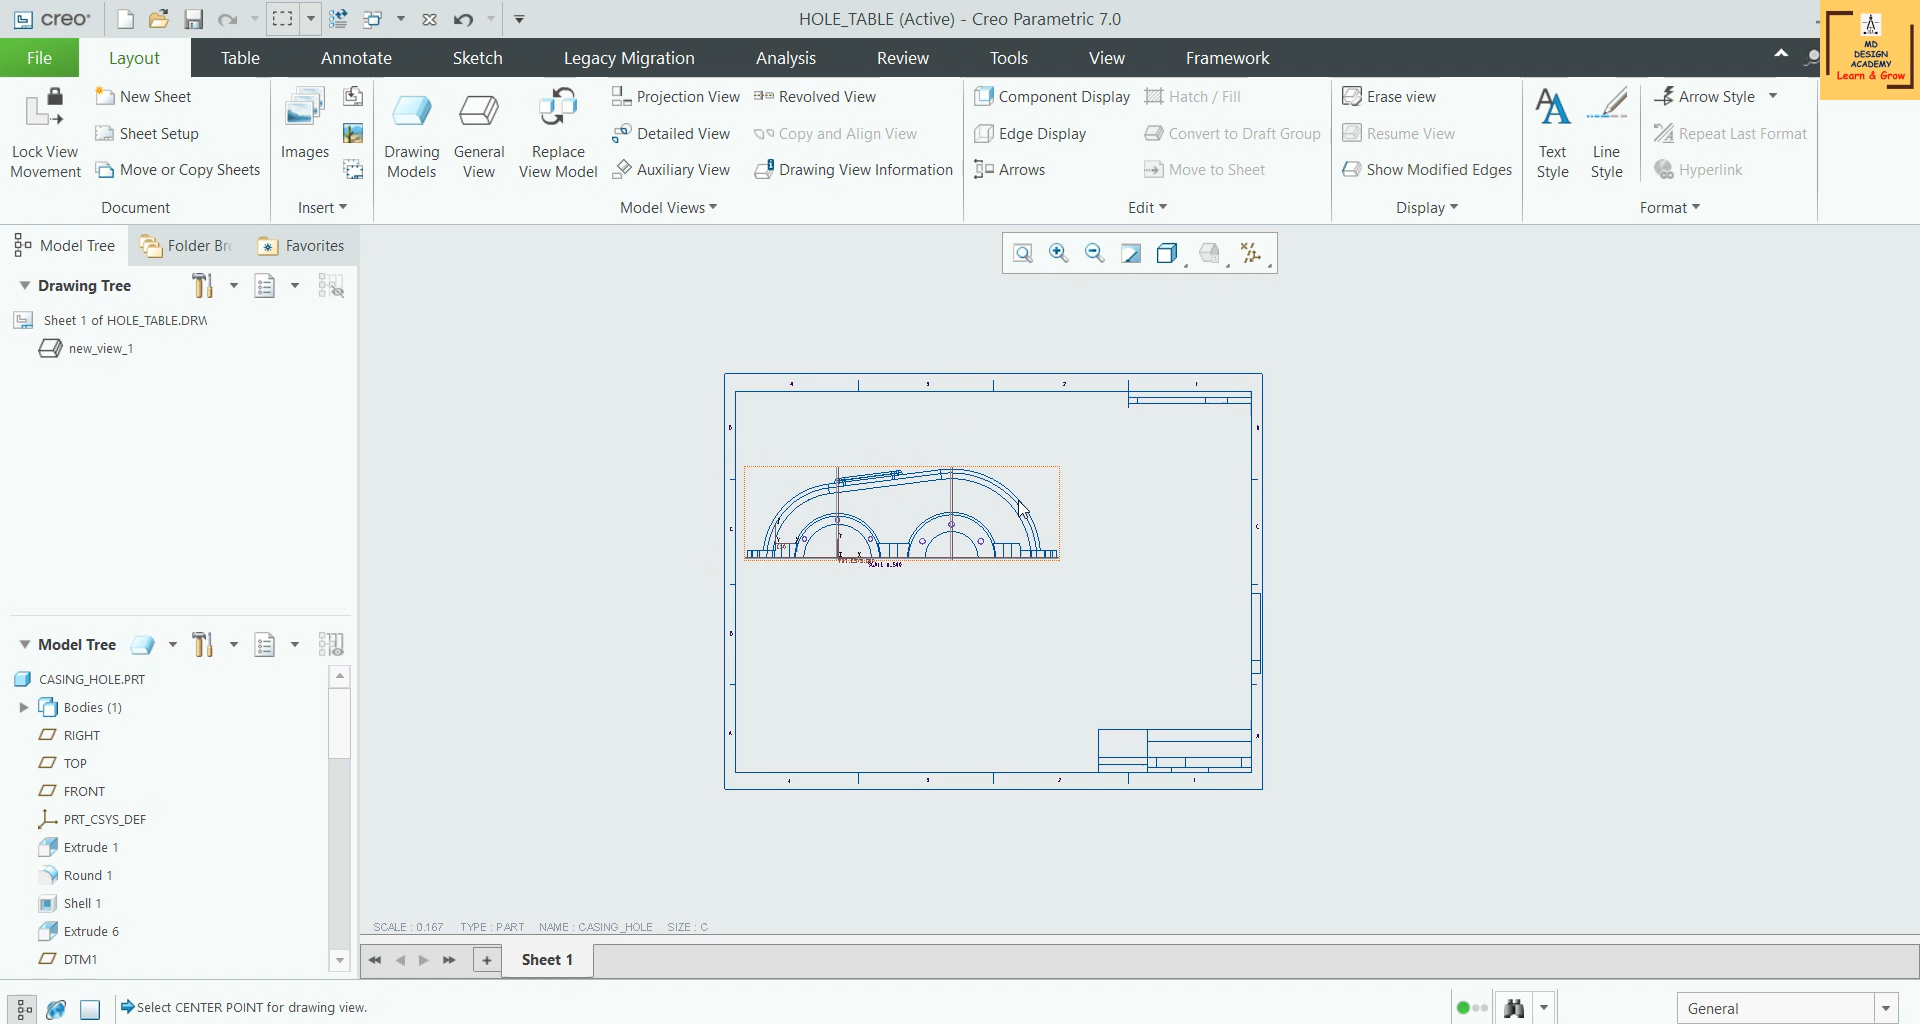 creo
HOLE_TABLE (Active) - Creo Parametric 7.0
MD
DESIGN
ACADEMY
Learn & Grow
File
Layout
Table
Annotate
Sketch
Legacy Migration
Analysis
Review
Tools
View
Framework
Lock View
Movement
New Sheet
Sheet Setup
Move or Copy Sheets
Document
Images
Insert
Drawing
Models
General
View
Replace
View Model
Projection View
Detailed View
Auxiliary View
Revolved View
Copy and Align View
Drawing View Information
Model Views
Component Display
Edge Display
Arrows
Hatch / Fill
Convert to Draft Group
Move to Sheet
Edit
Erase view
Resume View
Show Modified Edges
Display
Text
Style
Line
Style
Arrow Style
Repeat Last Format
Hyperlink
Format
Model Tree
Folder Br
Favorites
Drawing Tree
Sheet 1 of HOLE_TABLE.DRW
new_view_1
Model Tree
CASING_HOLE.PRT
Bodies (1)
RIGHT
TOP
FRONT
PRT_CSYS_DEF
Extrude 1
Round 1
Shell 1
Extrude 6
DTM1
SCALE : 0.167 TYPE : PART NAME : CASING_HOLE SIZE : C
Sheet 1
Select CENTER POINT for drawing view.
General